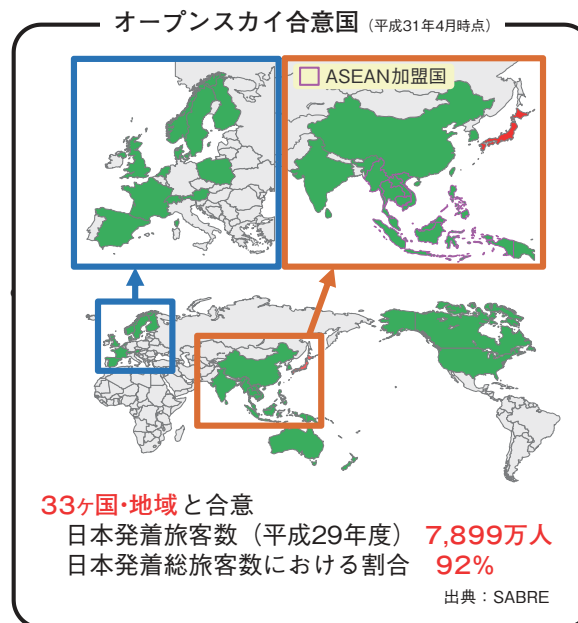 オープンスカイ合意国 (平成31年4月時点)
ASEAN加盟国
33ヶ国・地域と合意
日本発着旅客数（平成29年度） 7,899万人
日本発着総旅客数における割合 92%
出典：SABRE